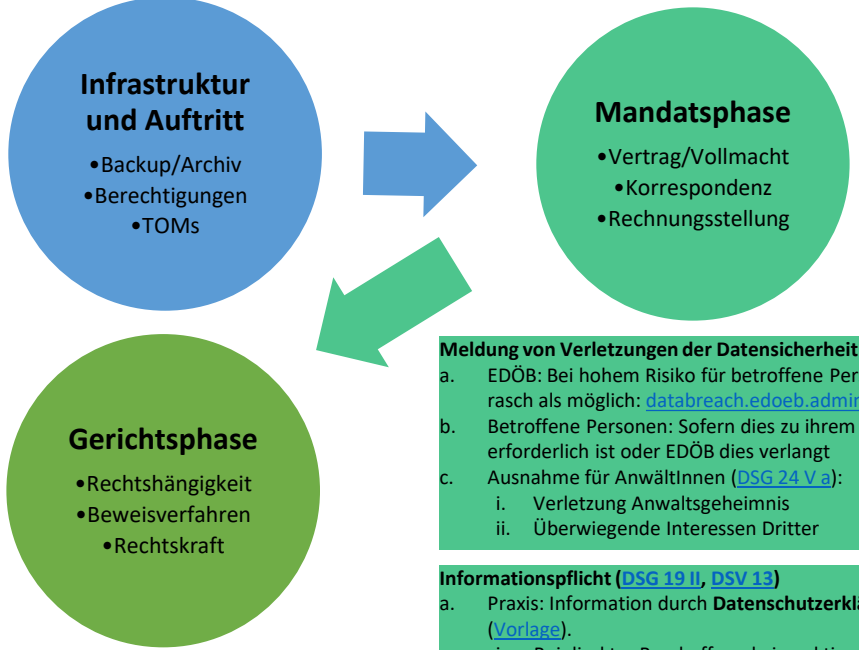 Infrastruktur
und Auftritt
•Backup/Archiv
•Berechtigungen
•TOMs
Mandatsphase
•Vertrag/Vollmacht
•Korrespondenz
•Rechnungsstellung
Gerichtsphase
•Rechtshängigkeit
•Beweisverfahren
•Rechtskraft
Meldung von Verletzungen der Datensicherheit
a. EDÖB: Bei hohem Risiko für betroffene Per
rasch als möglich: databreach.edoeb.admin
b. Betroffene Personen: Sofern dies zu ihrem
erforderlich ist oder EDÖB dies verlangt
c. Ausnahme für AnwältInnen (DSG 24 V a):
i. Verletzung Anwaltsgeheimnis
ii. Überwiegende Interessen Dritter
Informationspflicht (DSG 19 II, DSV 13)
a. Praxis: Information durch Datenschutzerklä
(Vorlage).